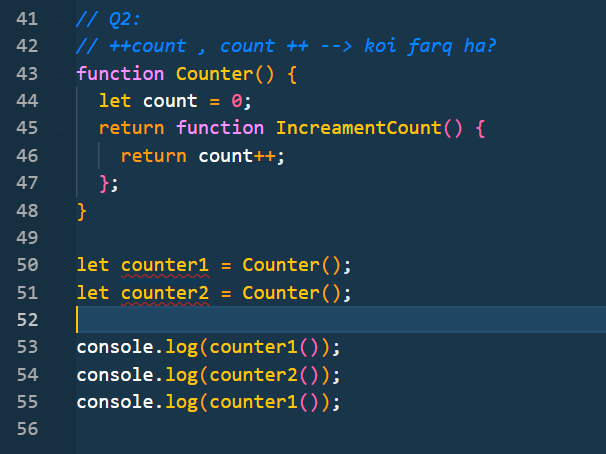 41 // Q2:
42 // ++count , count ++ --> koi farq ha?
43 function Counter() {
44   let count = 0;
45   return function IncreamentCount() {
46     return count++;
47   };
48 }
49
50 let counter1 = Counter();
51 let counter2 = Counter();
52
53 console.log(counter1());
54 console.log(counter2());
55 console.log(counter1());
56